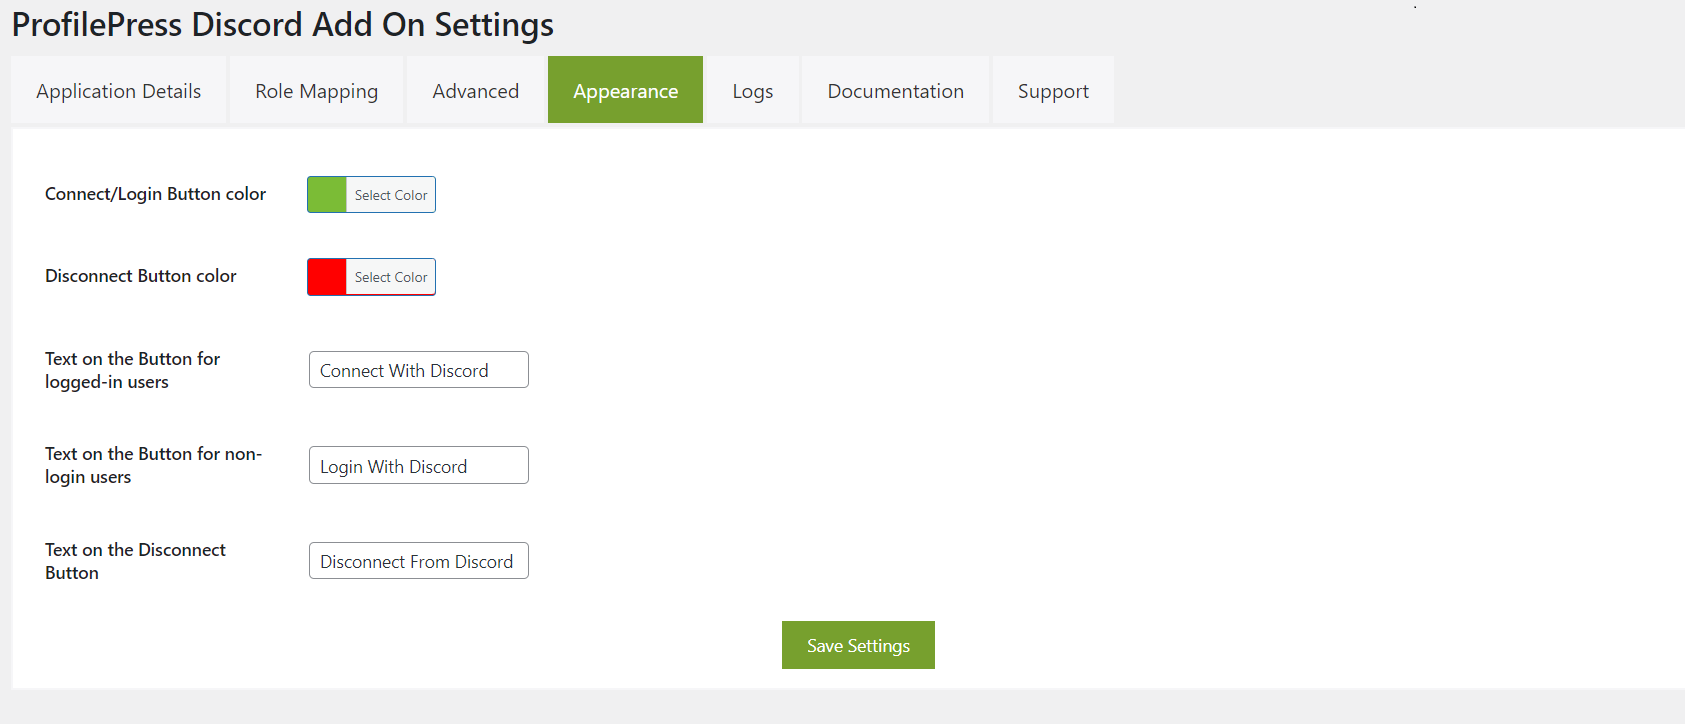 ProfilePress Discord Add On Settings
Application Details
Role Mapping
Advanced
Appearance
Logs
Documentation
Support
Connect/Login Button color
Select Color
Disconnect Button color
Select Color
Text on the Button for
logged-in users
Connect With Discord
Text on the Button for non-
login users
Login With Discord
Text on the Disconnect
Button
Disconnect From Discord
Save Settings